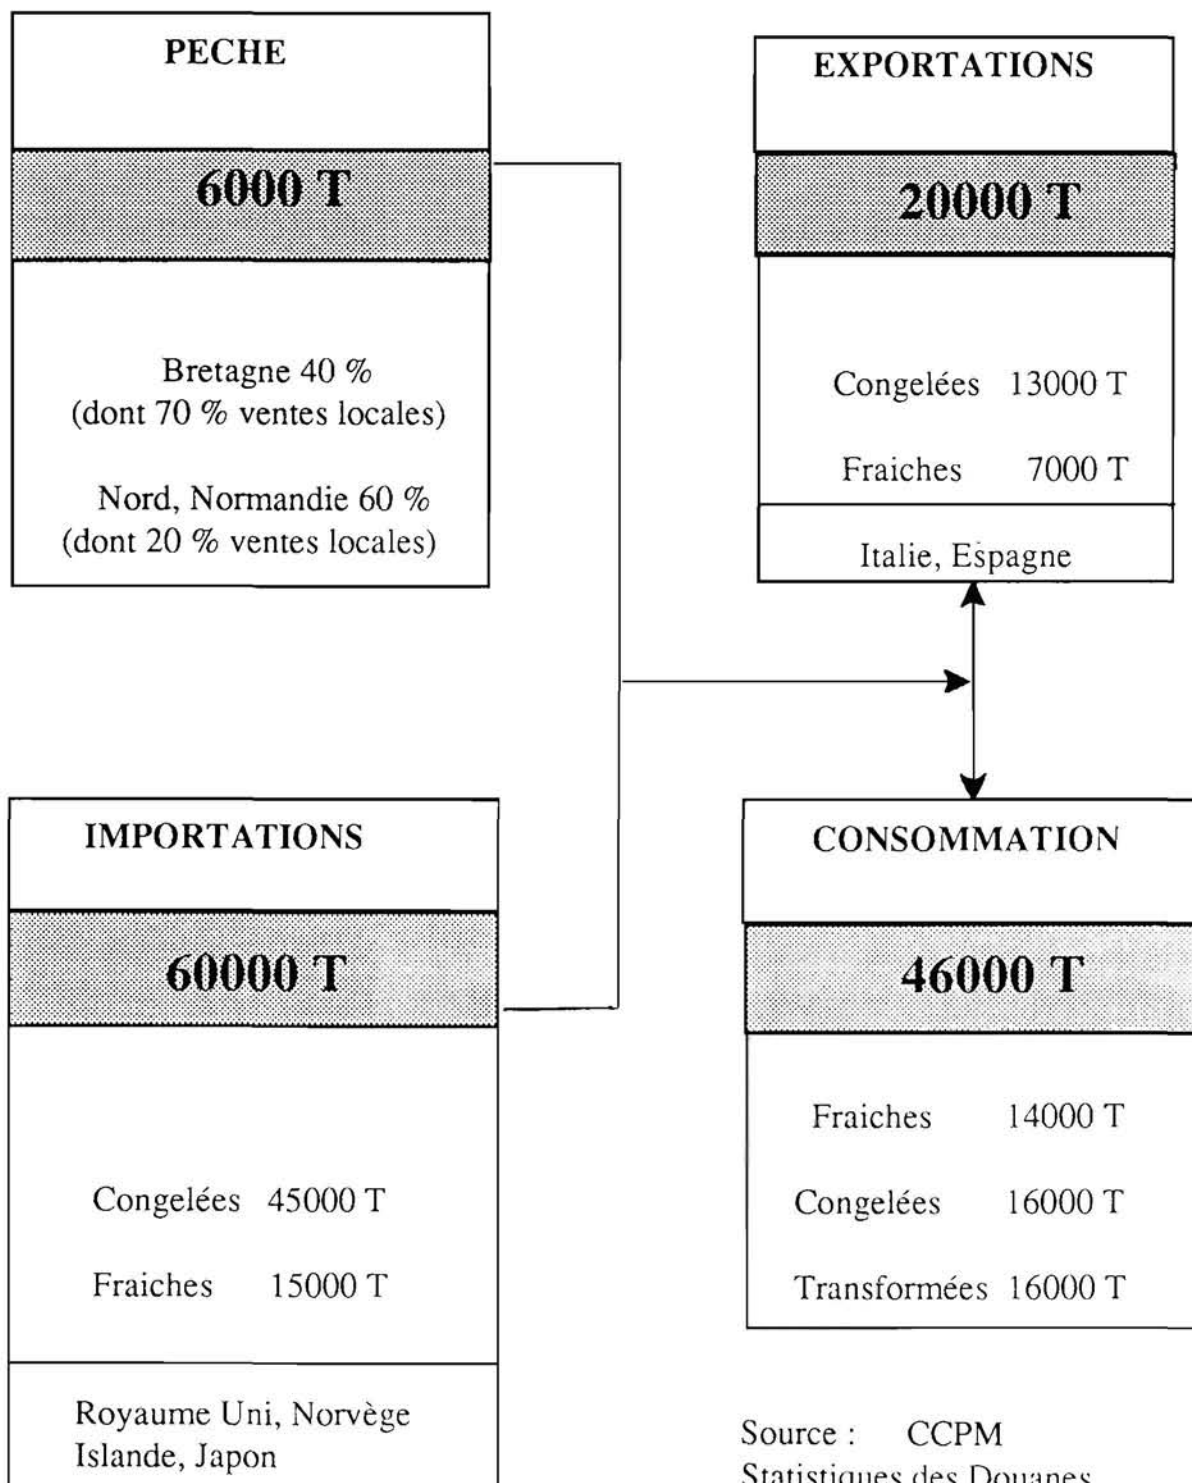 PECHE
6000 T
Bretagne 40 %
(dont 70 % ventes locales)
Nord, Normandie 60 %
(dont 20 % ventes locales)
EXPORTATIONS
20000 T
Congelées 13000 T
Fraiches 7000 T
Italie, Espagne
IMPORTATIONS
60000 T
Congelées 45000 T
Fraiches 15000 T
Royaume Uni, Norvège
Islande, Japon
CONSOMMATION
46000 T
Fraiches 14000 T
Congelées 16000 T
Transformées 16000 T
Source : CCPM
Statistiques des Douanes